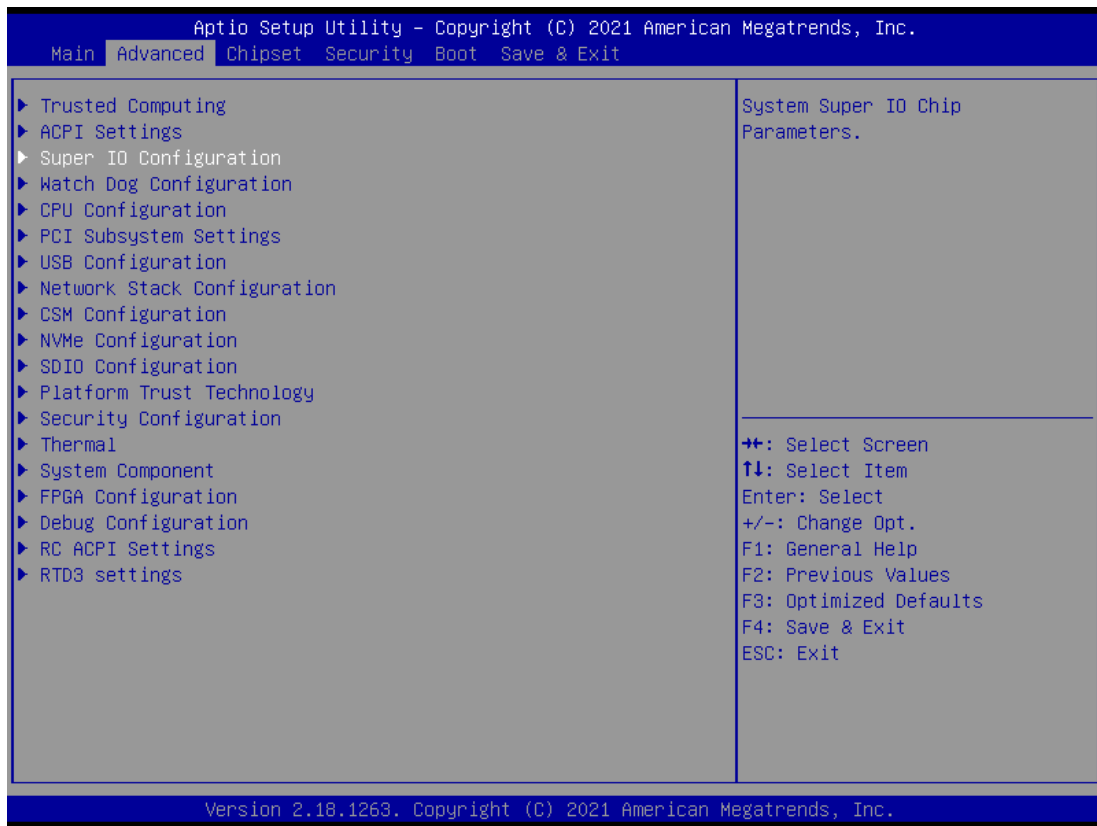 Aptio Setup Utility – Copyright (C) 2021 American Megatrends, Inc.
Main Advanced Chipset Security Boot Save & Exit
Trusted Computing
ACPI Settings
Super IO Configuration
Watch Dog Configuration
CPU Configuration
PCI Subsystem Settings
USB Configuration
Network Stack Configuration
CSM Configuration
NVMe Configuration
SDIO Configuration
Platform Trust Technology
Security Configuration
Thermal
System Component
FPGA Configuration
Debug Configuration
RC ACPI Settings
RTD3 settings
System Super IO Chip
Parameters.
→←: Select Screen
↑↓: Select Item
Enter: Select
+/-: Change Opt.
F1: General Help
F2: Previous Values
F3: Optimized Defaults
F4: Save & Exit
ESC: Exit
Version 2.18.1263. Copyright (C) 2021 American Megatrends, Inc.